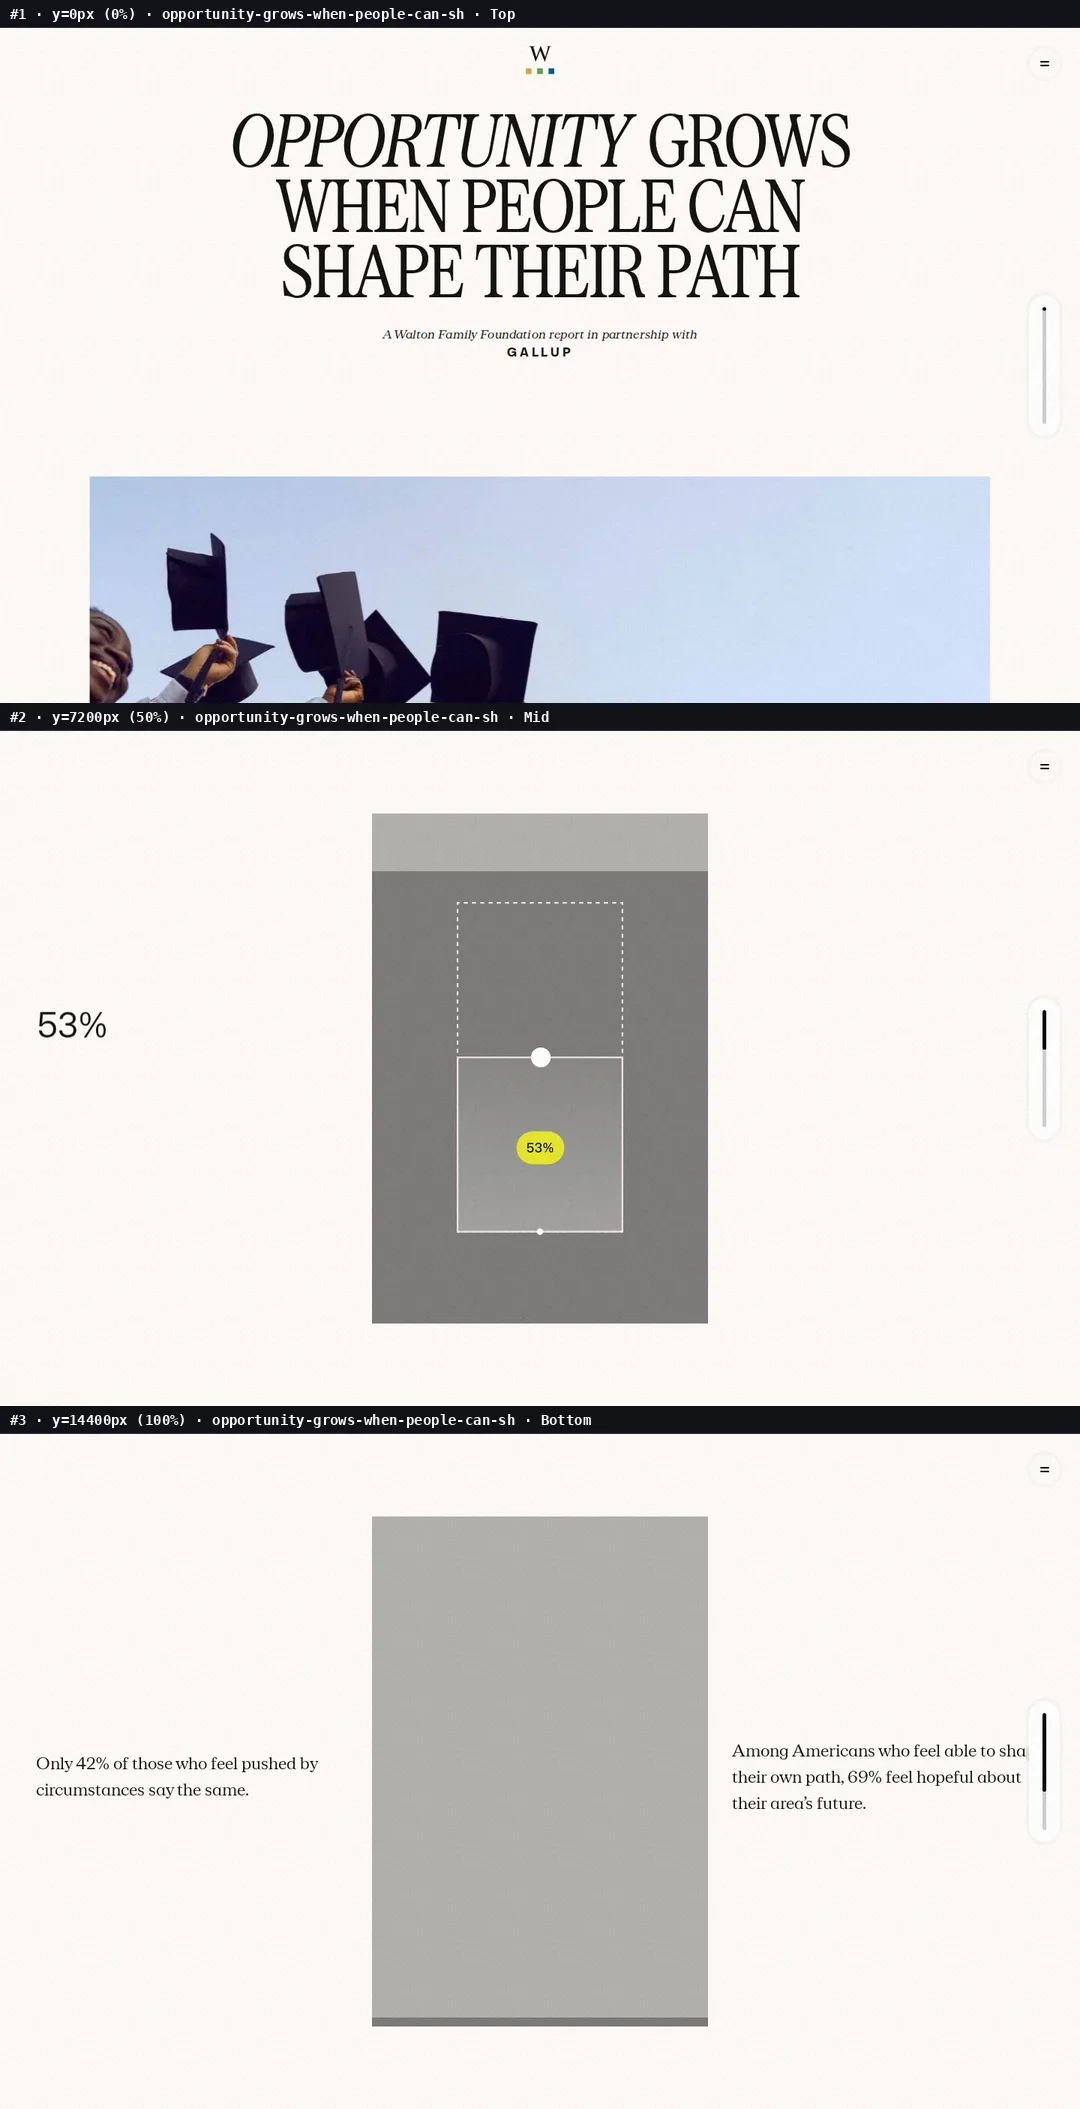 #1 · y=0px (0%) · opportunity-grows-when-people-can-sh · Top
W
=
OPPORTUNITY GROWS
WHEN PEOPLE CAN
SHAPE THEIR PATH
A Walton Family Foundation report in partnership with
GALLUP
#2 · y=7200px (50%) · opportunity-grows-when-people-can-sh · Mid
=
53%
53%
#3 · y=14400px (100%) · opportunity-grows-when-people-can-sh · Bottom
=
Only 42% of those who feel pushed by
circumstances say the same.
Among Americans who feel able to sha
their own path, 69% feel hopeful about
their area’s future.